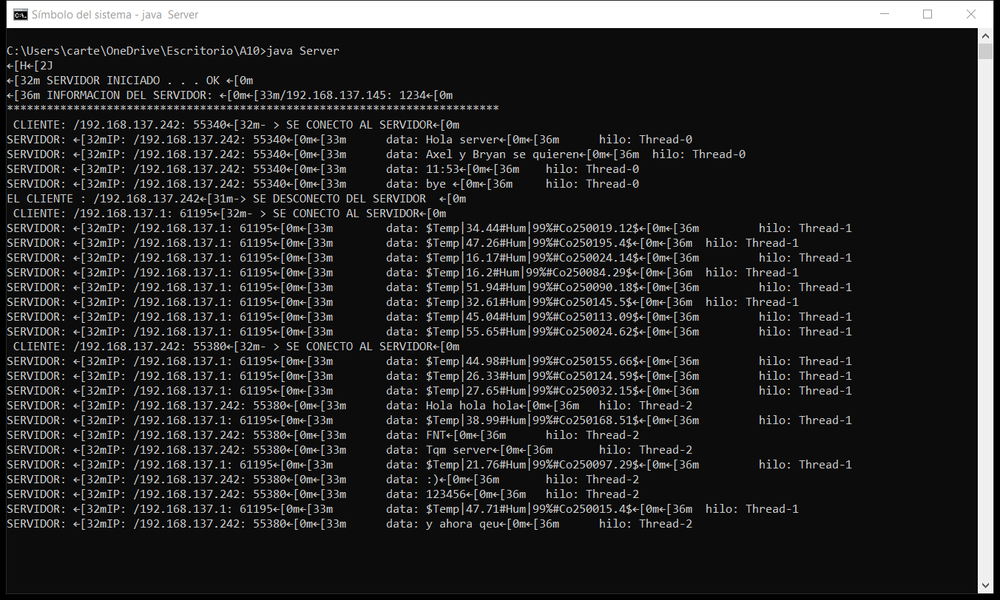 Símbolo del sistema - java  Server
C:\Users\carte\OneDrive\Escritorio\A10>java Server
←[H←[2J
←[32m SERVIDOR INICIADO . . . OK ←[0m
←[36m INFORMACION DEL SERVIDOR: ←[0m←[33m/192.168.137.145: 1234←[0m
**************************************************************************
 CLIENTE: /192.168.137.242: 55340←[32m- > SE CONECTO AL SERVIDOR←[0m
SERVIDOR: ←[32mIP: /192.168.137.242: 55340←[0m←[33m      data: Hola server←[0m←[36m      hilo: Thread-0
SERVIDOR: ←[32mIP: /192.168.137.242: 55340←[0m←[33m      data: Axel y Bryan se quieren←[0m←[36m  hilo: Thread-0
SERVIDOR: ←[32mIP: /192.168.137.242: 55340←[0m←[33m      data: 11:53←[0m←[36m    hilo: Thread-0
SERVIDOR: ←[32mIP: /192.168.137.242: 55340←[0m←[33m      data: bye ←[0m←[36m     hilo: Thread-0
EL CLIENTE : /192.168.137.242←[31m-> SE DESCONECTO DEL SERVIDOR  ←[0m
 CLIENTE: /192.168.137.1: 61195←[32m- > SE CONECTO AL SERVIDOR←[0m
SERVIDOR: ←[32mIP: /192.168.137.1: 61195←[0m←[33m        data: $Temp|34.44#Hum|99%#Co250019.12$←[0m←[36m         hilo: Thread-1
SERVIDOR: ←[32mIP: /192.168.137.1: 61195←[0m←[33m        data: $Temp|47.26#Hum|99%#Co250195.4$←[0m←[36m  hilo: Thread-1
SERVIDOR: ←[32mIP: /192.168.137.1: 61195←[0m←[33m        data: $Temp|16.17#Hum|99%#Co250024.14$←[0m←[36m         hilo: Thread-1
SERVIDOR: ←[32mIP: /192.168.137.1: 61195←[0m←[33m        data: $Temp|16.2#Hum|99%#Co250084.29$←[0m←[36m  hilo: Thread-1
SERVIDOR: ←[32mIP: /192.168.137.1: 61195←[0m←[33m        data: $Temp|51.94#Hum|99%#Co250090.18$←[0m←[36m         hilo: Thread-1
SERVIDOR: ←[32mIP: /192.168.137.1: 61195←[0m←[33m        data: $Temp|32.61#Hum|99%#Co250145.5$←[0m←[36m  hilo: Thread-1
SERVIDOR: ←[32mIP: /192.168.137.1: 61195←[0m←[33m        data: $Temp|45.04#Hum|99%#Co250113.09$←[0m←[36m         hilo: Thread-1
SERVIDOR: ←[32mIP: /192.168.137.1: 61195←[0m←[33m        data: $Temp|55.65#Hum|99%#Co250024.62$←[0m←[36m         hilo: Thread-1
 CLIENTE: /192.168.137.242: 55380←[32m- > SE CONECTO AL SERVIDOR←[0m
SERVIDOR: ←[32mIP: /192.168.137.1: 61195←[0m←[33m        data: $Temp|44.98#Hum|99%#Co250155.66$←[0m←[36m         hilo: Thread-1
SERVIDOR: ←[32mIP: /192.168.137.1: 61195←[0m←[33m        data: $Temp|26.33#Hum|99%#Co250124.59$←[0m←[36m         hilo: Thread-1
SERVIDOR: ←[32mIP: /192.168.137.1: 61195←[0m←[33m        data: $Temp|27.65#Hum|99%#Co250032.15$←[0m←[36m         hilo: Thread-1
SERVIDOR: ←[32mIP: /192.168.137.242: 55380←[0m←[33m      data: Hola hola hola←[0m←[36m   hilo: Thread-2
SERVIDOR: ←[32mIP: /192.168.137.1: 61195←[0m←[33m        data: $Temp|38.99#Hum|99%#Co250168.51$←[0m←[36m         hilo: Thread-1
SERVIDOR: ←[32mIP: /192.168.137.242: 55380←[0m←[33m      data: FNT←[0m←[36m      hilo: Thread-2
SERVIDOR: ←[32mIP: /192.168.137.242: 55380←[0m←[33m      data: Tqm server←[0m←[36m       hilo: Thread-2
SERVIDOR: ←[32mIP: /192.168.137.1: 61195←[0m←[33m        data: $Temp|21.76#Hum|99%#Co250097.29$←[0m←[36m         hilo: Thread-1
SERVIDOR: ←[32mIP: /192.168.137.242: 55380←[0m←[33m      data: :)←[0m←[36m       hilo: Thread-2
SERVIDOR: ←[32mIP: /192.168.137.242: 55380←[0m←[33m      data: 123456←[0m←[36m   hilo: Thread-2
SERVIDOR: ←[32mIP: /192.168.137.1: 61195←[0m←[33m        data: $Temp|47.71#Hum|99%#Co250015.4$←[0m←[36m  hilo: Thread-1
SERVIDOR: ←[32mIP: /192.168.137.242: 55380←[0m←[33m      data: y ahora qeu←[0m←[36m      hilo: Thread-2